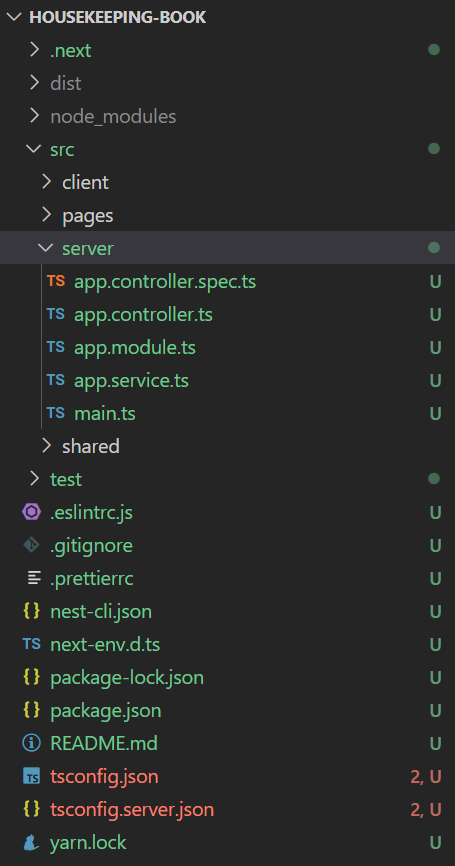 HOUSEKEEPING-BOOK
.next
dist
node_modules
src
client
pages
server
TS app.controller.spec.ts U
TS app.controller.ts U
TS app.module.ts U
TS app.service.ts U
TS main.ts U
shared
test
.eslintrc.js U
.gitignore U
.prettierrc U
{} nest-cli.json U
TS next-env.d.ts U
{} package-lock.json U
{} package.json U
README.md U
TS tsconfig.json 2, U
{} tsconfig.server.json 2, U
yarn.lock U